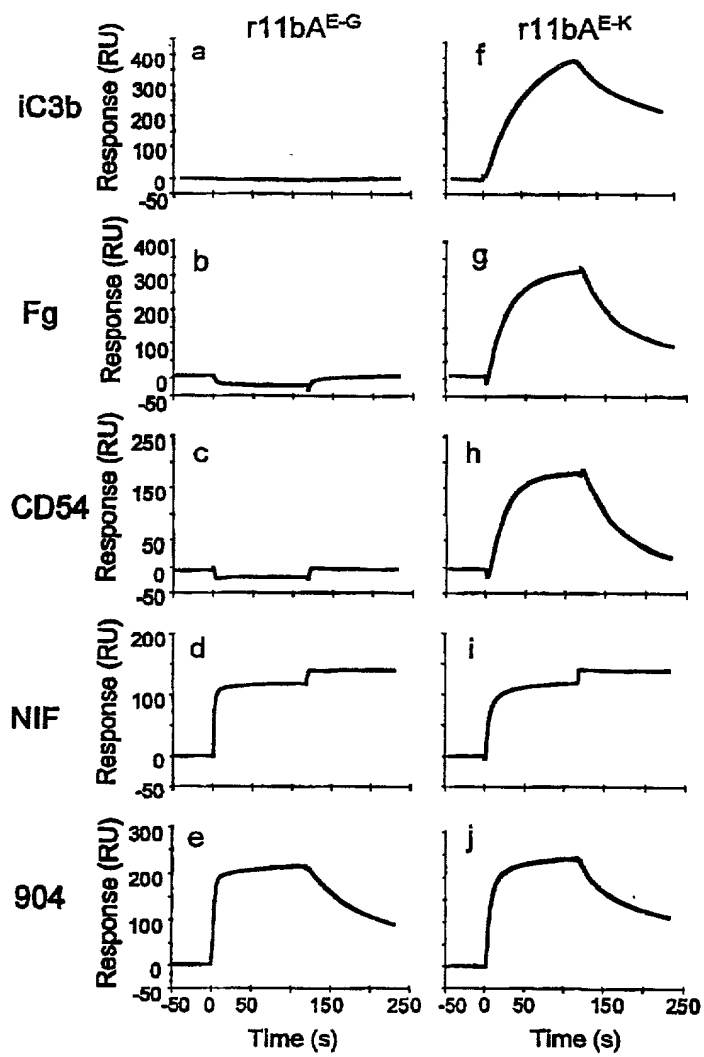 r11bA^E-G r11bA^E-K
iC3b
Response (RU)
400
300
200
100
0
-50
a
f
Fg
Response (RU)
400
300
200
100
0
-50
b
g
CD54
Response (RU)
250
150
50
0
-50
c
h
NIF
Response (RU)
200
100
0
-50
d
i
904
Response (RU)
300
200
100
0
-50
e
j
-50 0 50 100 150 200 250
-50 0 50 100 150 200 250
Time (s) Time (s)